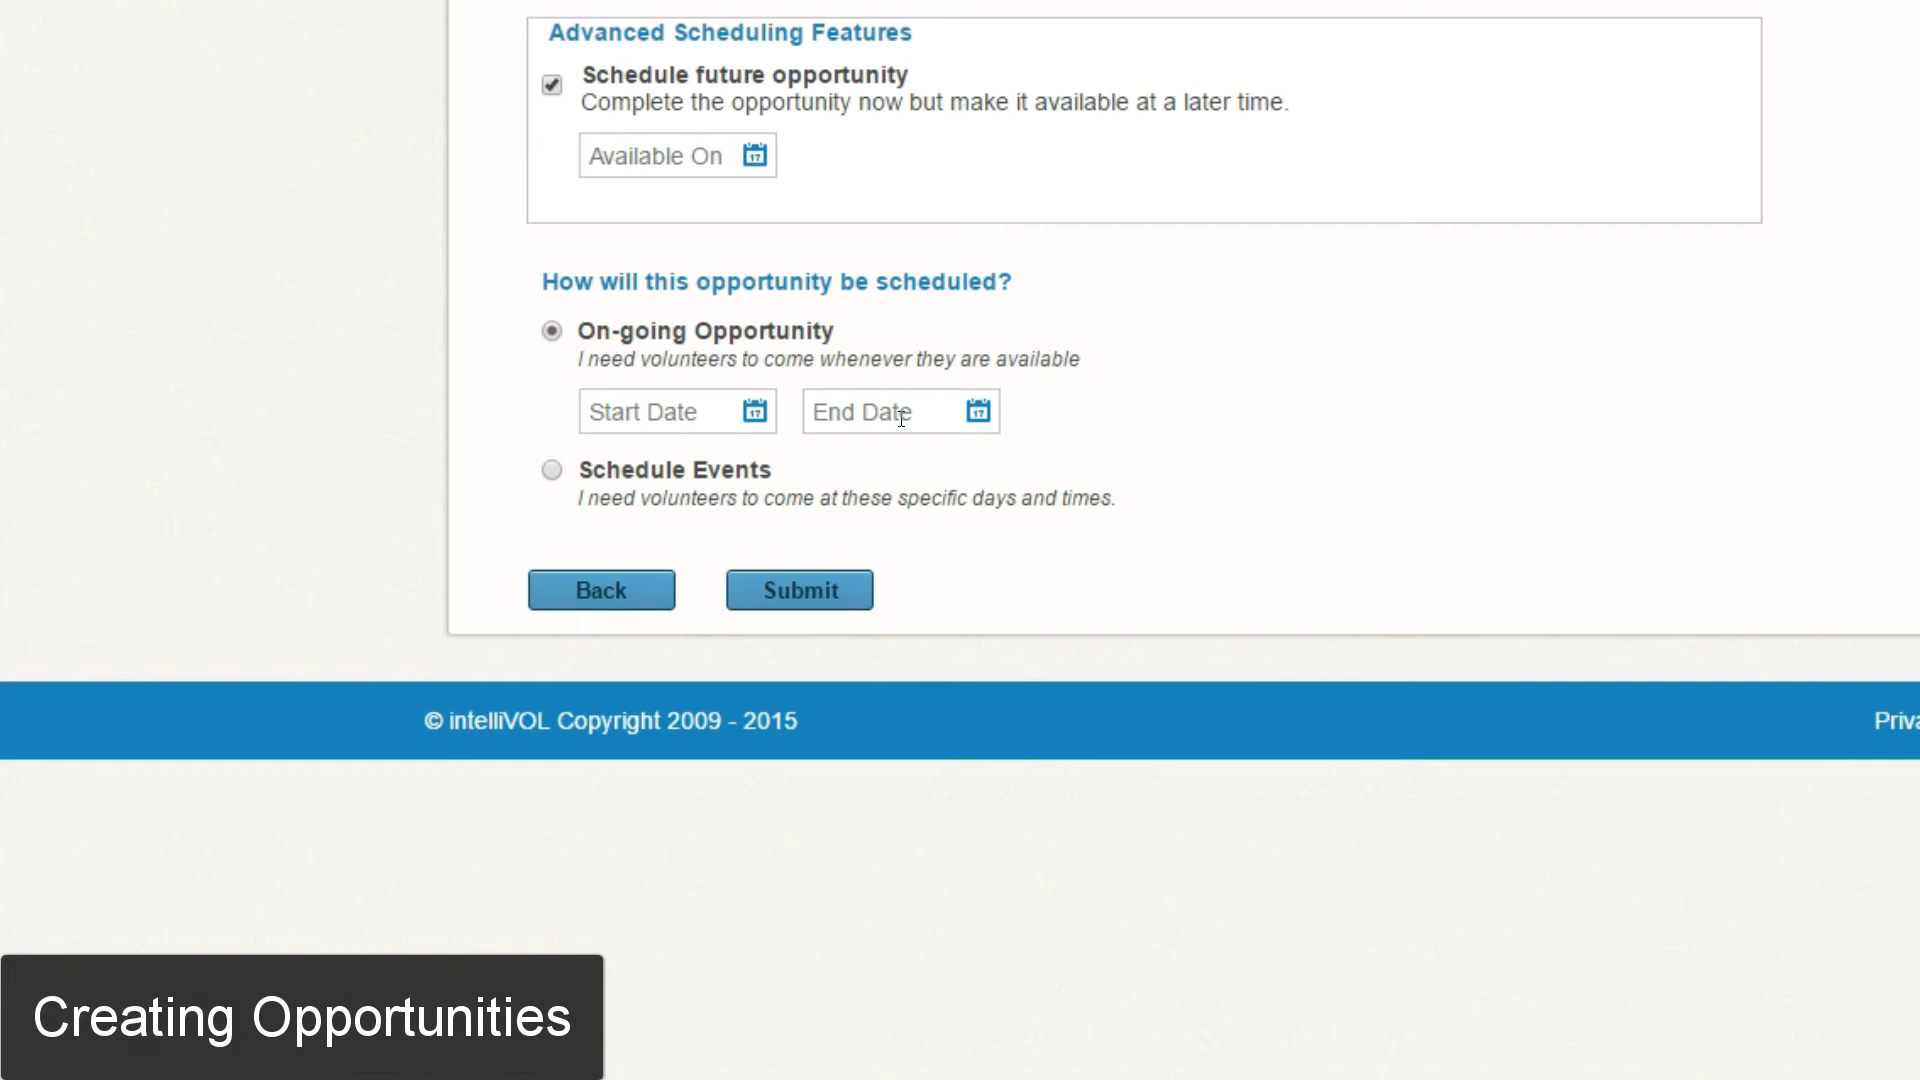 Advanced Scheduling Features
Schedule future opportunity
Complete the opportunity now but make it available at a later time.
Available On
How will this opportunity be scheduled?
On-going Opportunity
I need volunteers to come whenever they are available
Start Date End Date
Schedule Events
I need volunteers to come at these specific days and times.
Back Submit
© intelliVOL Copyright 2009 - 2015
Creating Opportunities